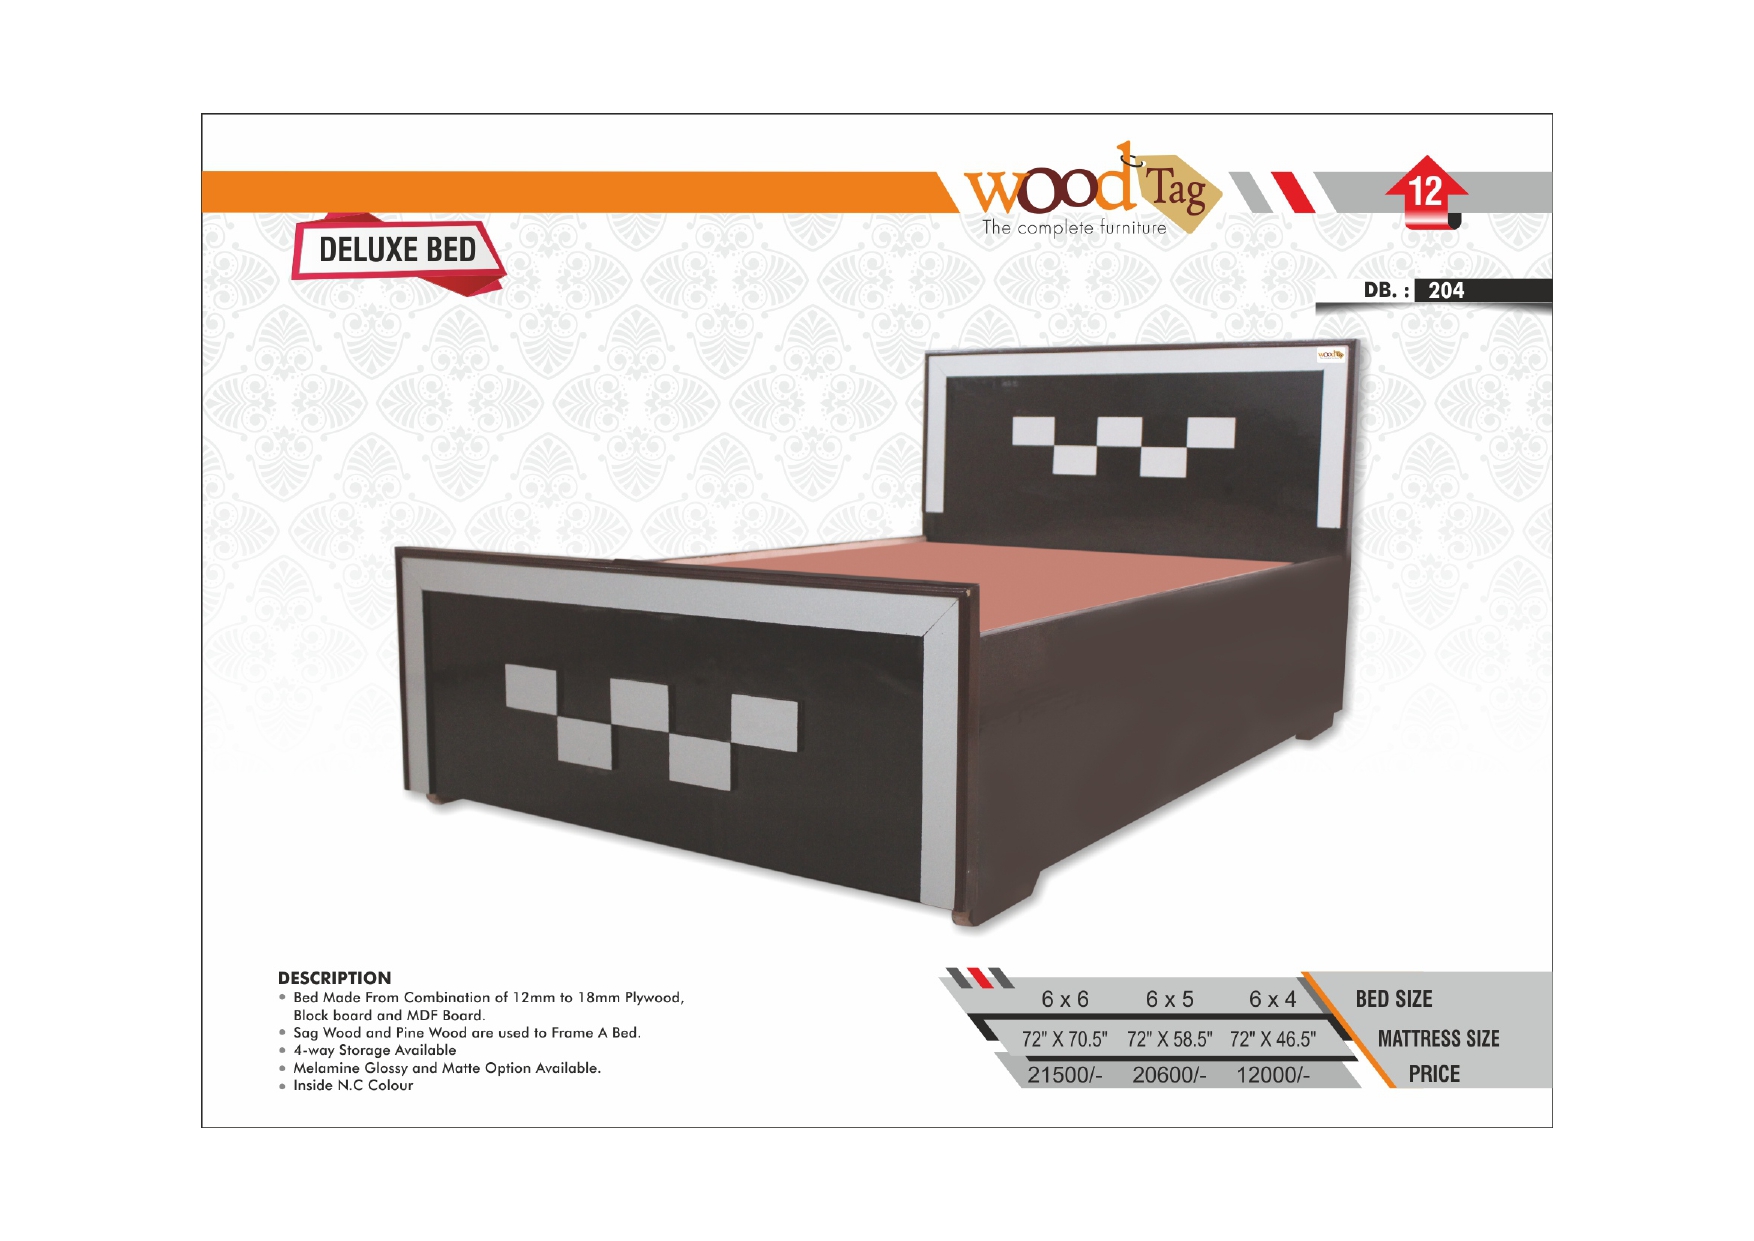 wood Tag
The complete furniture
12
DELUXE BED
DB. : 204
wood
DESCRIPTION
• Bed Made From Combination of 12mm to 18mm Plywood,
Block board and MDF Board.
• Sag Wood and Pine Wood are used to Frame A Bed.
• 4-way Storage Available
• Melamine Glossy and Matte Option Available.
• Inside N.C Colour
6 x 6 6 x 5 6 x 4 BED SIZE
72" X 70.5" 72" X 58.5" 72" X 46.5" MATTRESS SIZE
21500/- 20600/- 12000/- PRICE